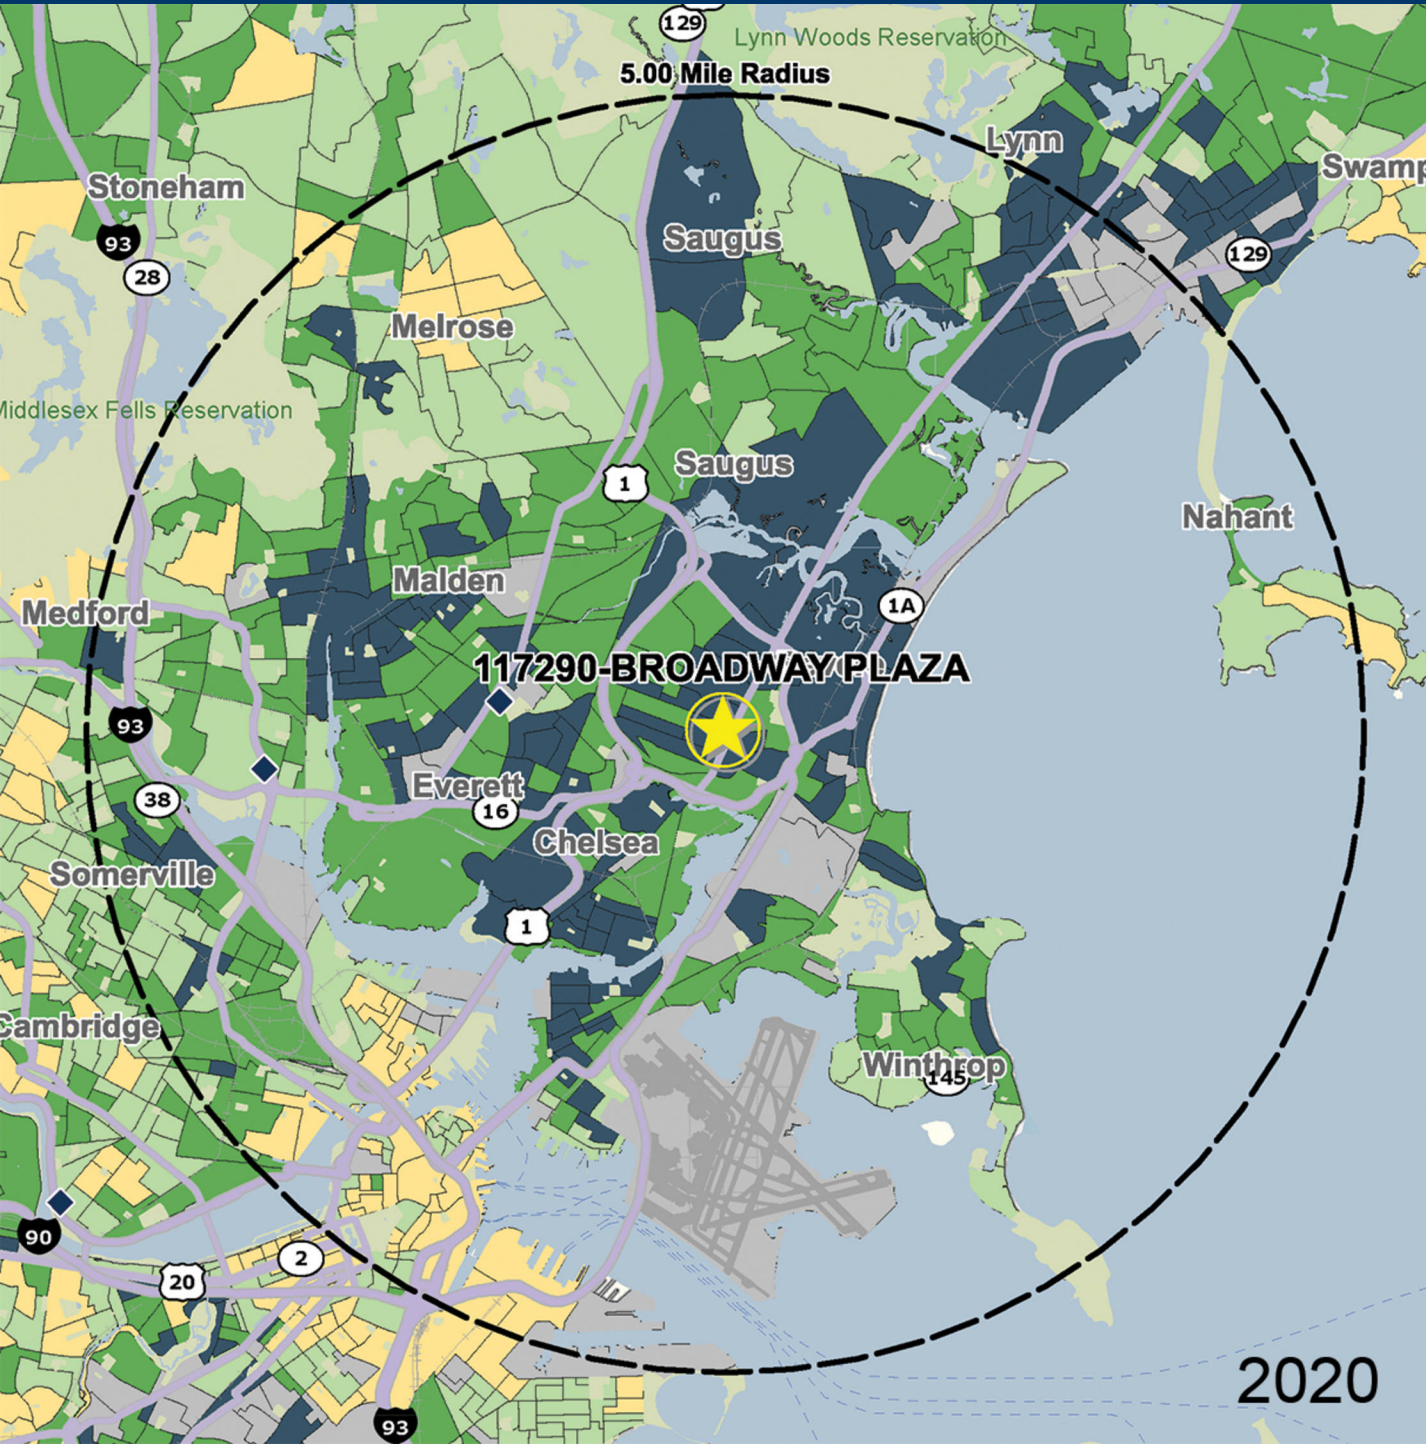 129
Lynn Woods Reservation
5.00 Mile Radius
Lynn
Swamp
Stoneham
93
Saugus
129
28
Melrose
Middlesex Fells Reservation
Saugus
1
Nahant
Malden
1A
Medford
117290-BROADWAY PLAZA
93
Everett
38
16
Chelsea
Somerville
1
Cambridge
Winthrop
145
90
2
20
2020
93